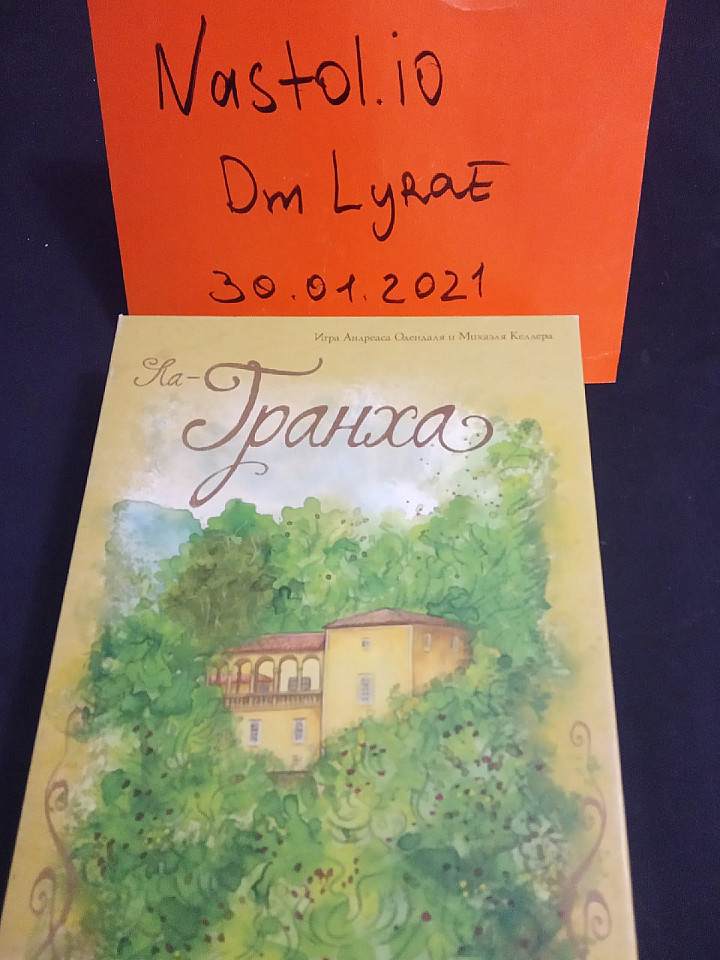 Nastol.io
Dm LyraE
30.01.2021
Игра Андреаса Одендаля и Михаэля Келлера
Ла-
Гранха